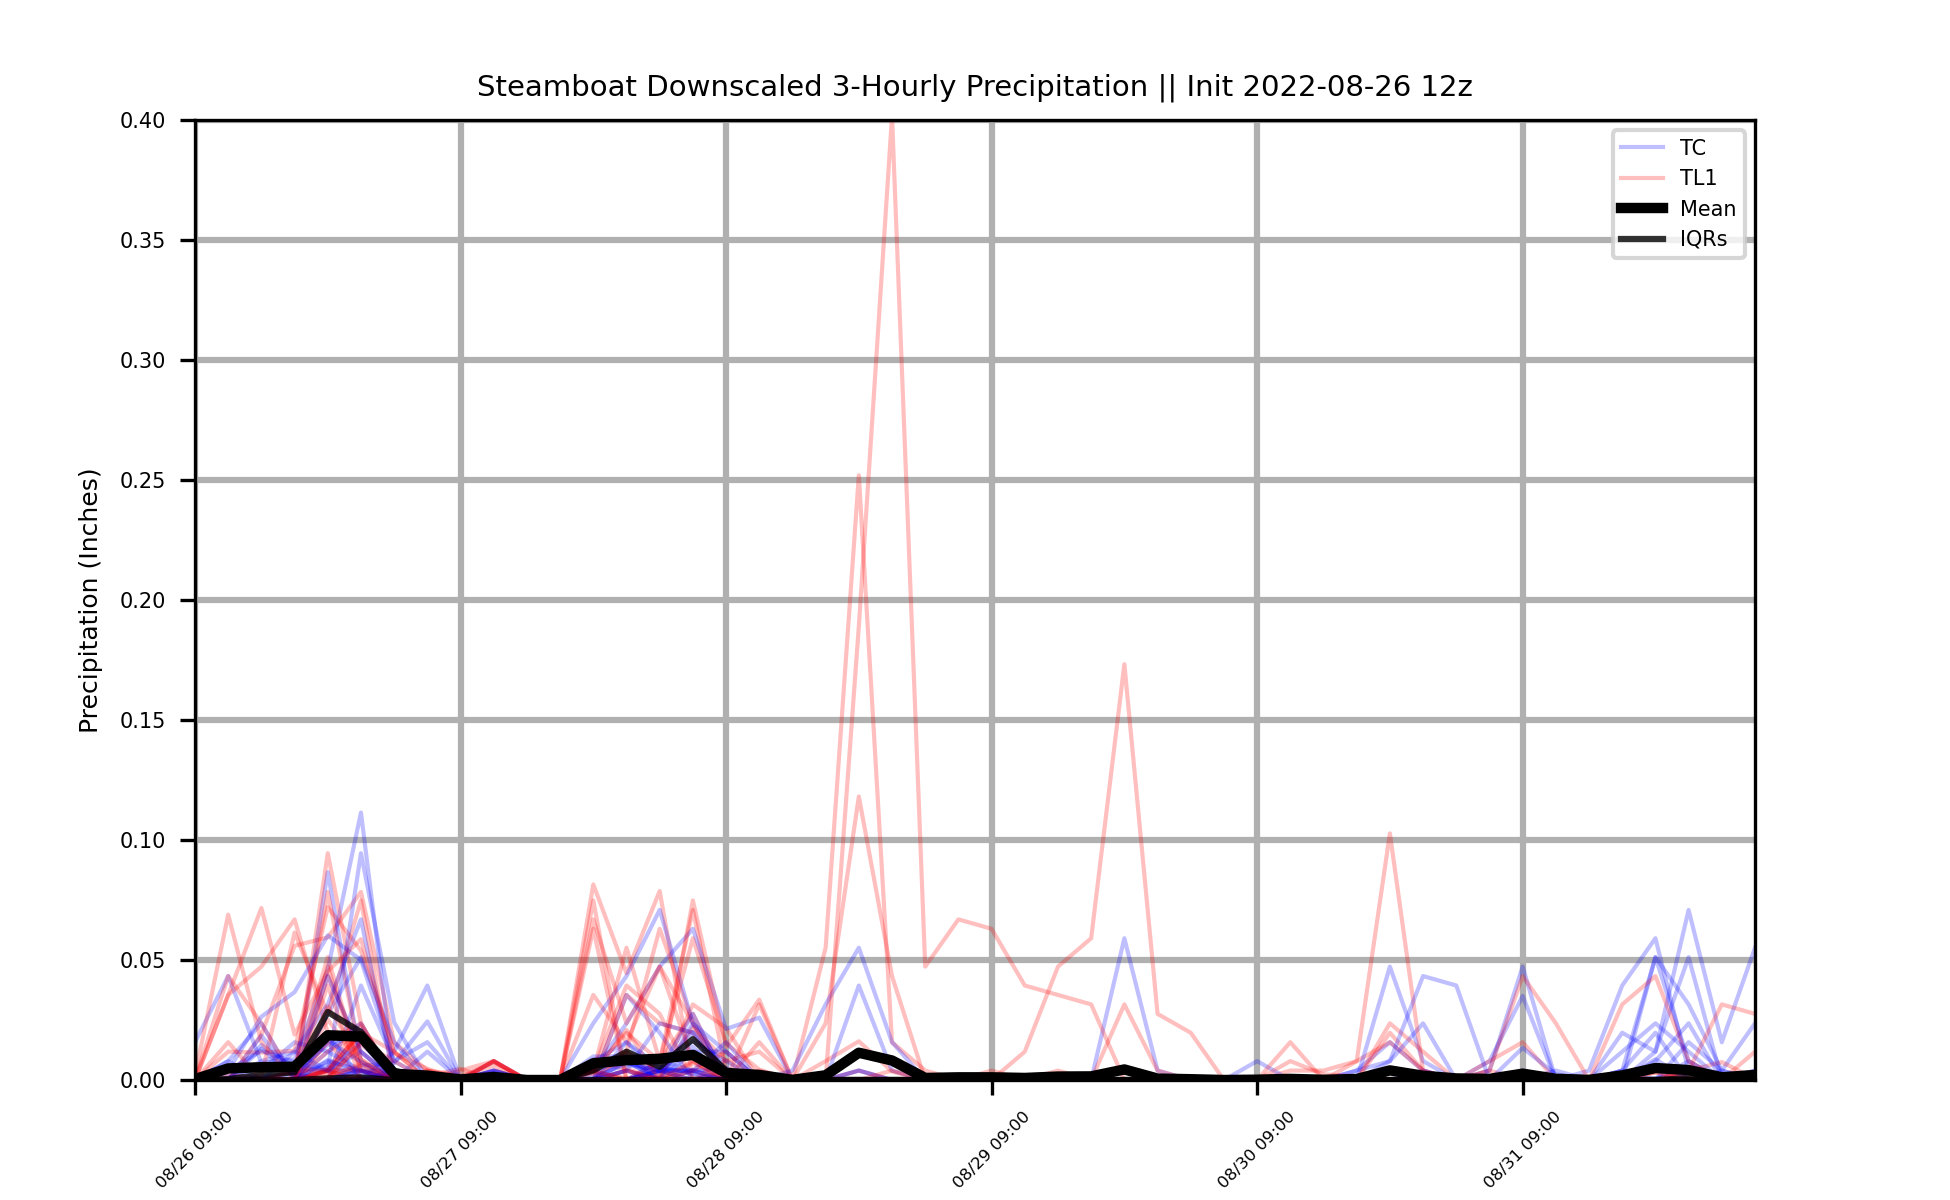 Steamboat Downscaled 3-Hourly Precipitation || Init 2022-08-26 12z
Precipitation (Inches)
0.40
0.35
0.30
0.25
0.20
0.15
0.10
0.05
0.00
TC
TL1
Mean
IQRs
08/26 09:00
08/27 09:00
08/28 09:00
08/29 09:00
08/30 09:00
08/31 09:00